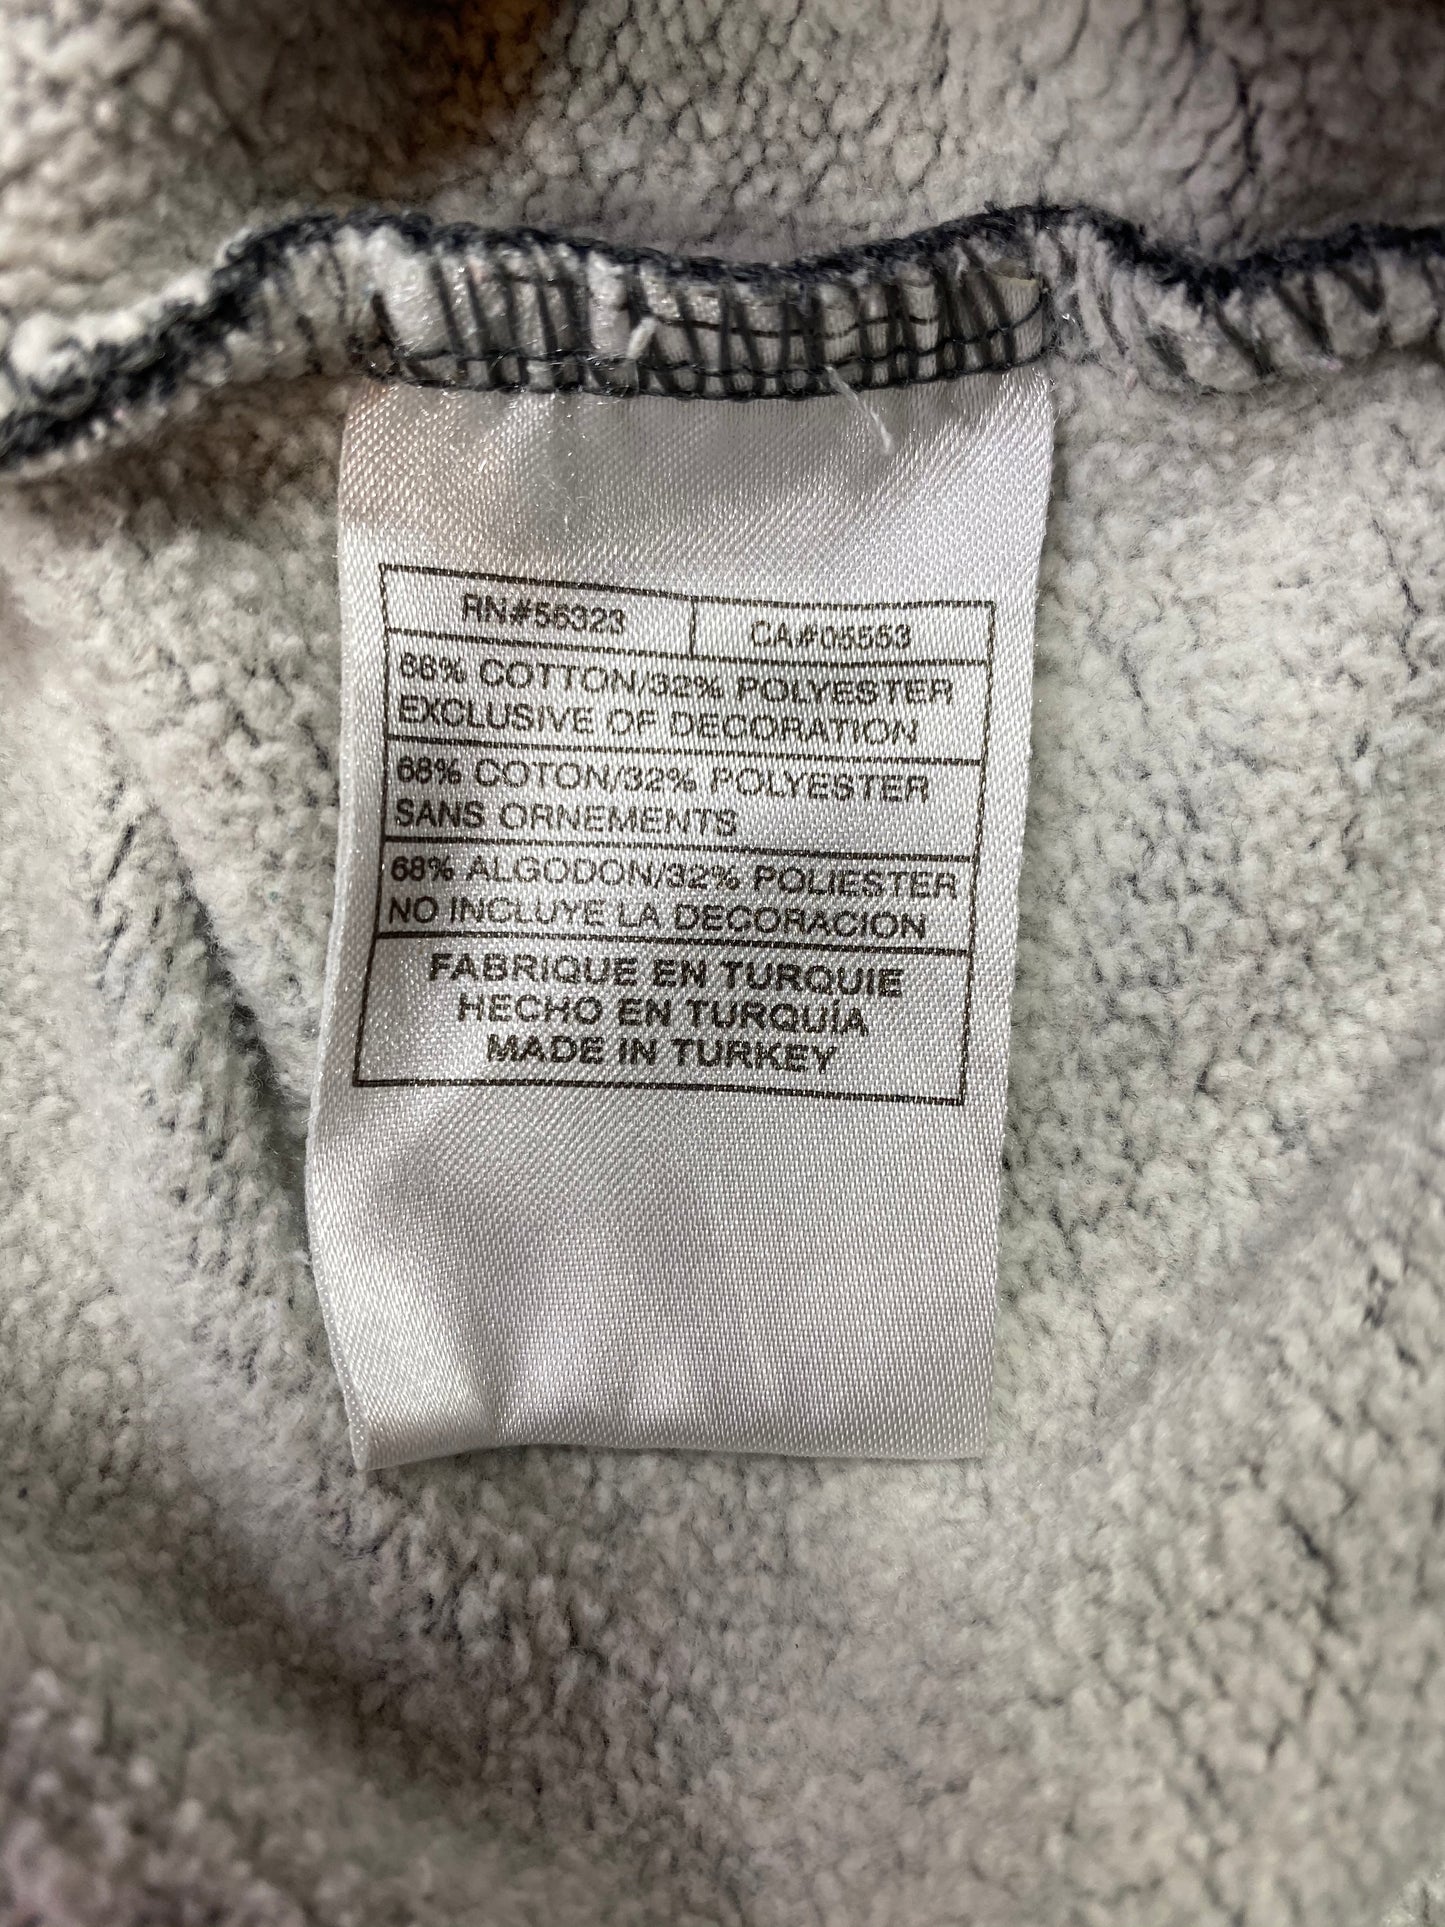 RN#56323 CA#05553
68% COTTON/32% POLYESTER
EXCLUSIVE OF DECORATION
68% COTON/32% POLYESTER
SANS ORNEMENTS
68% ALGODON/32% POLIESTER
NO INCLUYE LA DECORACION
FABRIQUE EN TURQUIE
HECHO EN TURQUÍA
MADE IN TURKEY